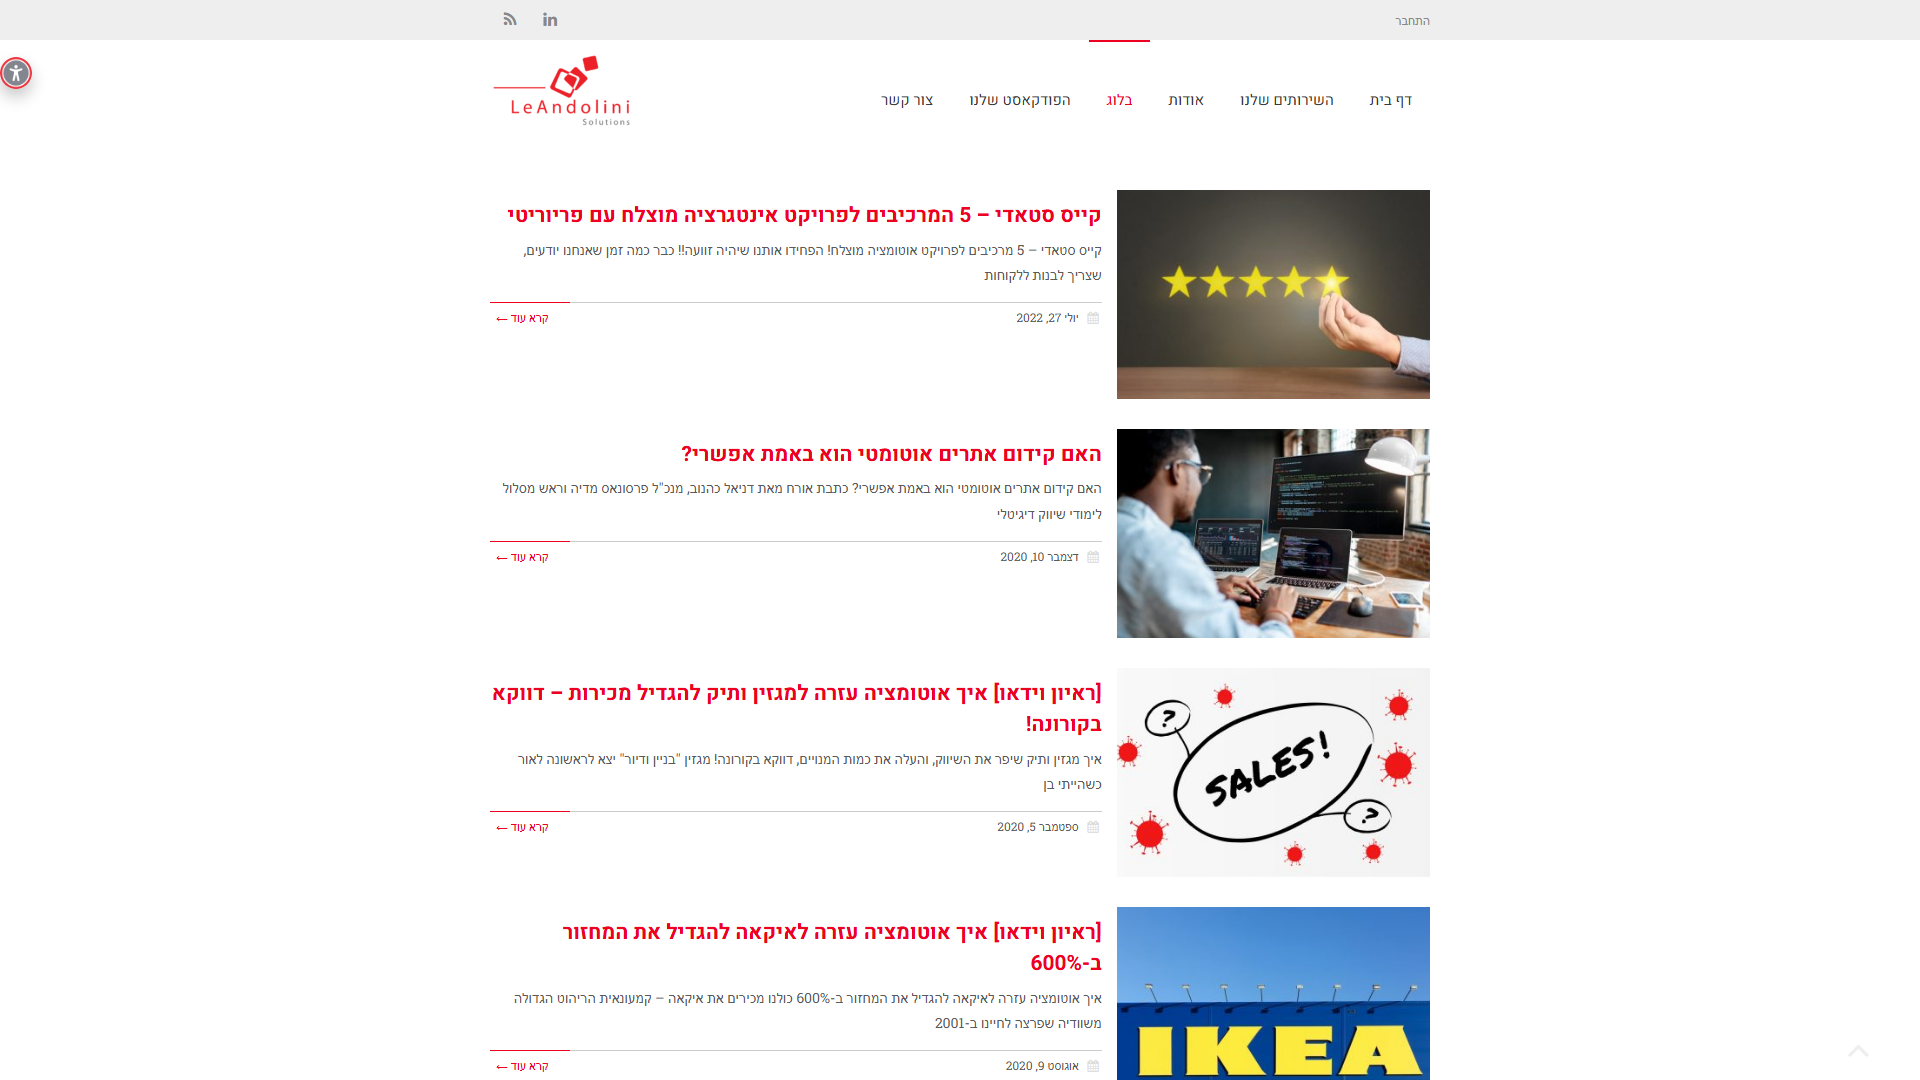 התחבר
דף בית
השירותים שלנו
אודות
בלוג
הפודקאסט שלנו
צור קשר
LeAndolini
Solutions
קייס סטאדי – 5 המרכיבים לפרויקט אינטגרציה מוצלח עם פריוריטי
קייס סטאדי – 5 מרכיבים לפרויקט אוטומציה מוצלח! הפחידו אותנו שיהיה זוועה!! כבר כמה זמן שאנחנו יודעים,
שצריך לבנות ללקוחות
יולי 27, 2022
קרא עוד ←
האם קידום אתרים אוטומטי הוא באמת אפשרי?
האם קידום אתרים אוטומטי הוא באמת אפשרי? כתבת אורח מאת דניאל כהנוב, מנכ"ל פרסונאס מדיה וראש מסלול
לימודי שיווק דיגיטלי
דצמבר 10, 2020
קרא עוד ←
[ראיון וידאו] איך אוטומציה עזרה למגזין ותיק להגדיל מכירות – דווקא
בקורונה!
איך מגזין ותיק שיפר את השיווק, והעלה את כמות המנויים, דווקא בקורונה! מגזין "בניין ודיור" יצא לראשונה לאור
כשהייתי בן
ספטמבר 5, 2020
קרא עוד ←
?
SALES!
?
[ראיון וידאו] איך אוטומציה עזרה לאיקאה להגדיל את המחזור
ב-600%
איך אוטומציה עזרה לאיקאה להגדיל את המחזור ב-600% כולנו מכירים את איקאה – קמעונאית הריהוט הגדולה
משוודיה שפרצה לחיינו ב-2001
אוגוסט 9, 2020
קרא עוד ←
IKEA